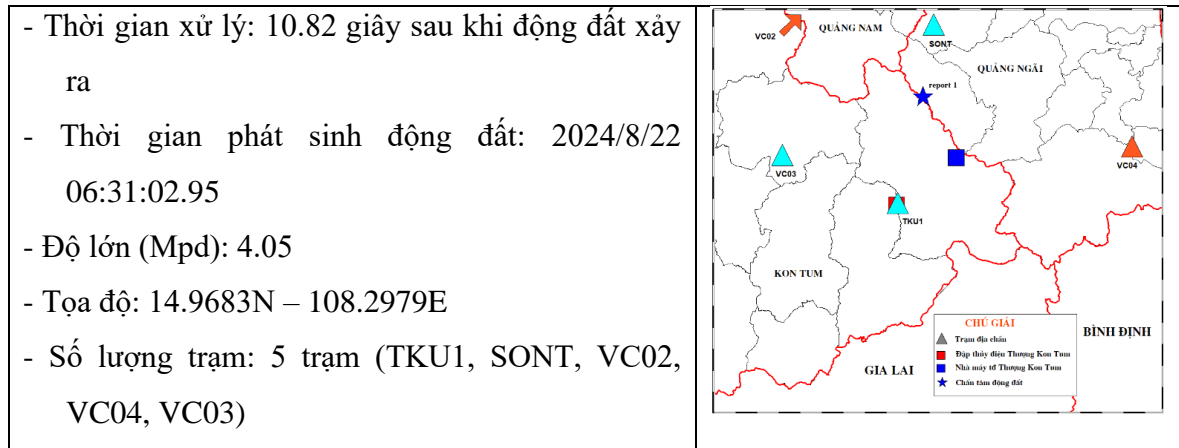 - Thời gian xử lý: 10.82 giây sau khi động đất xảy
ra
- Thời gian phát sinh động đất: 2024/8/22
06:31:02.95
- Độ lớn (Mpd): 4.05
- Tọa độ: 14.9683N – 108.2979E
- Số lượng trạm: 5 trạm (TKU1, SONT, VC02,
VC04, VC03)
VC02
QUẢNG NAM
SONT
QUẢNG NGÃI
report 1
VC03
VC04
TKU1
KON TUM
BÌNH ĐỊNH
GIA LAI
CHÚ GIẢI
Trạm địa chấn
Đập thủy điện Thượng Kon Tum
Nhà máy tđ Thượng Kon Tum
Chấn tâm động đất